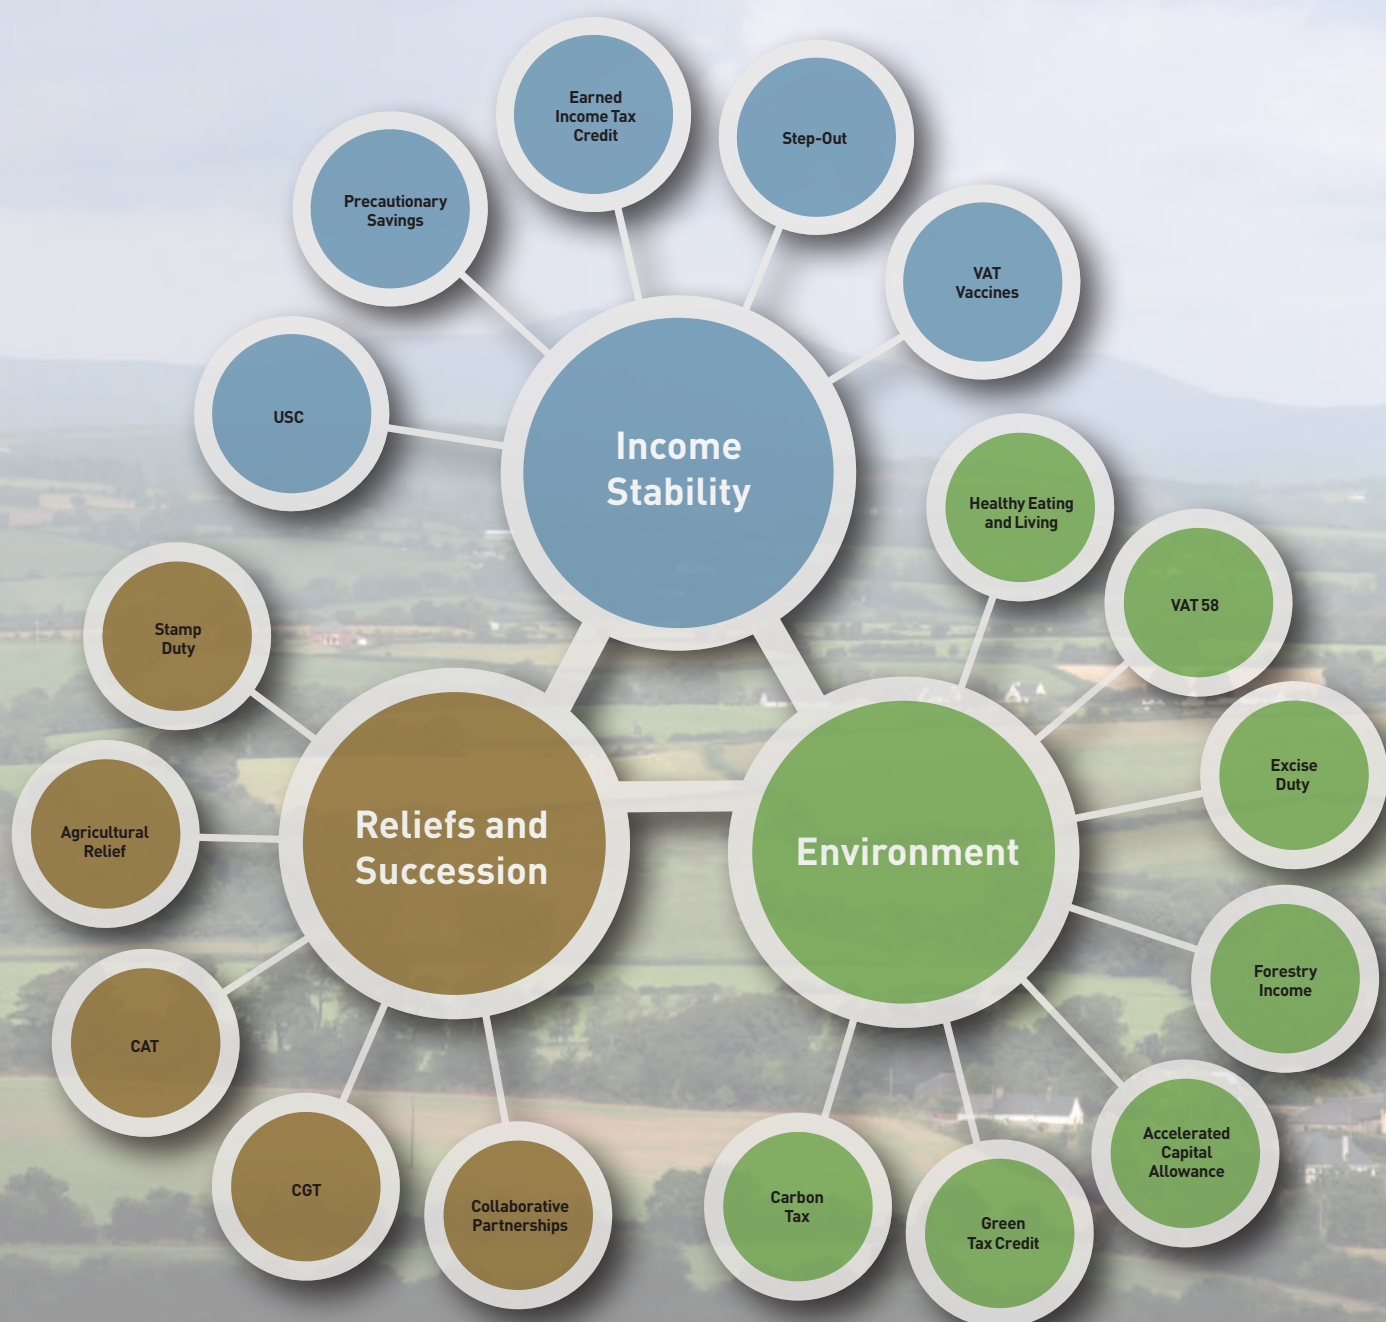 Earned
Income Tax
Credit
Step-Out
Precautionary
Savings
VAT
Vaccines
USC
Income
Stability
Healthy Eating
and Living
VAT 58
Stamp
Duty
Excise
Duty
Agricultural
Relief
Reliefs and
Succession
Environment
Forestry
Income
CAT
Accelerated
Capital
Allowance
CGT
Collaborative
Partnerships
Carbon
Tax
Green
Tax Credit